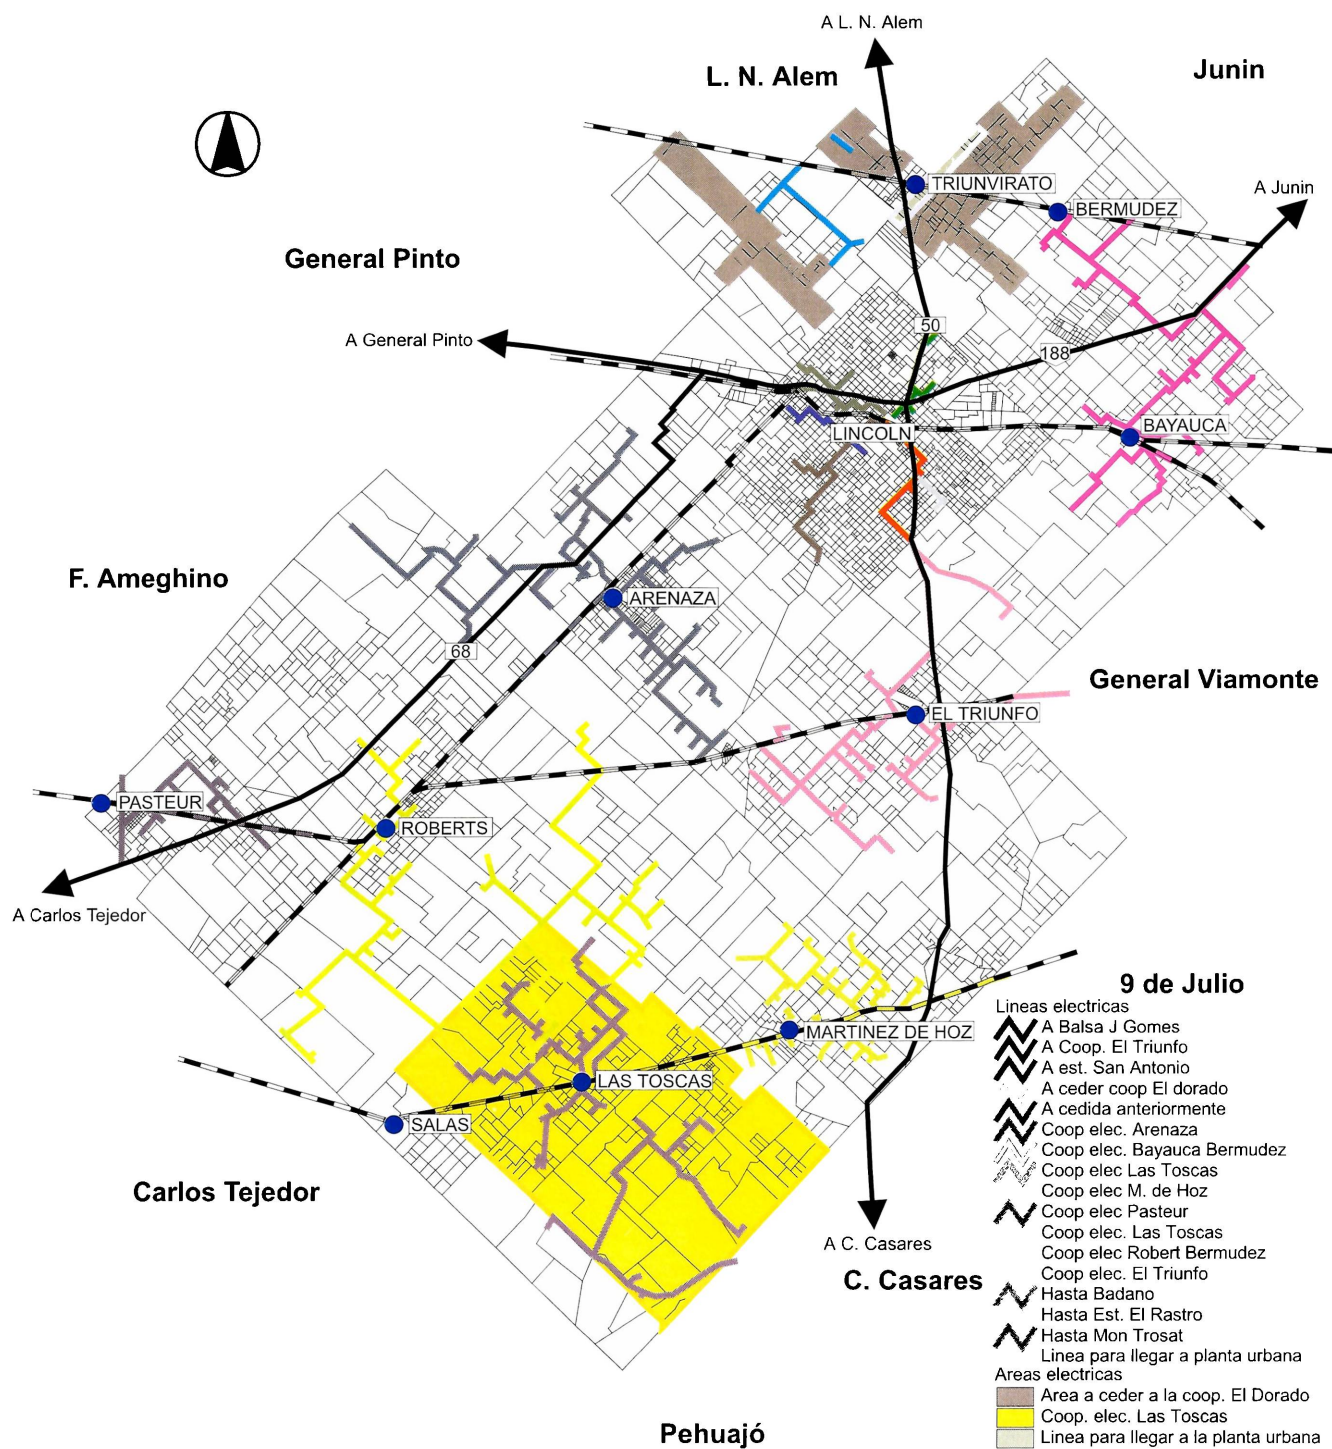 A L. N. Alem
L. N. Alem
Junin
A Junin
TRIUNVIRATO
BERMUDEZ
General Pinto
A General Pinto
50
188
LINCOLN
BAYAUCA
F. Ameghino
ARENAZA
68
General Viamonte
EL TRIUNFO
PASTEUR
ROBERTS
A Carlos Tejedor
9 de Julio
MARTINEZ DE HOZ
LAS TOSCAS
SALAS
Carlos Tejedor
A C. Casares
C. Casares
Pehuajó
Lineas electricas
A Balsa J Gomes
A Coop. El Triunfo
A est. San Antonio
A ceder coop El dorado
A cedida anteriormente
Coop elec. Arenaza
Coop elec. Bayauca Bermudez
Coop elec Las Toscas
Coop elec M. de Hoz
Coop elec Pasteur
Coop elec. Las Toscas
Coop elec Robert Bermudez
Coop elec. El Triunfo
Hasta Badano
Hasta Est. El Rastro
Hasta Mon Trosat
Linea para llegar a planta urbana
Areas electricas
Area a ceder a la coop. El Dorado
Coop. elec. Las Toscas
Linea para llegar a la planta urbana